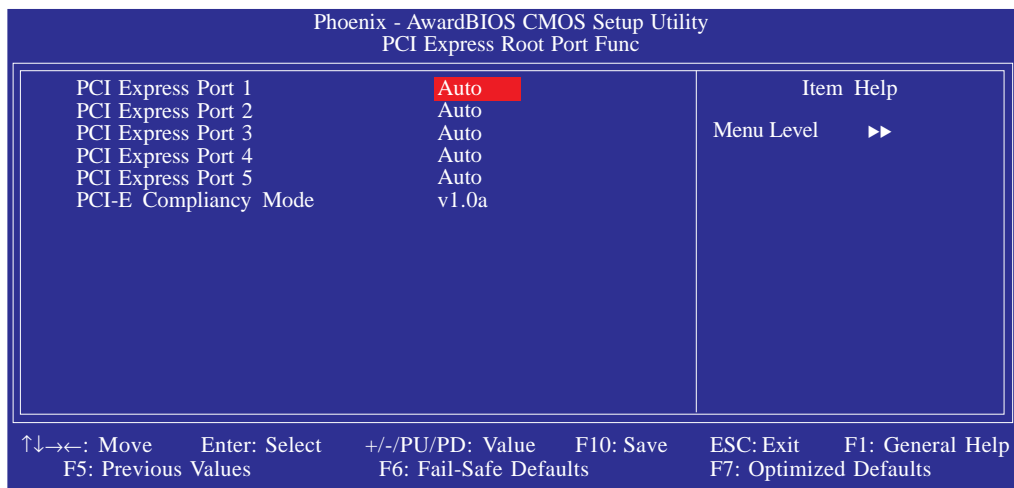 Phoenix - AwardBIOS CMOS Setup Utility
PCI Express Root Port Func
PCI Express Port 1 Auto
PCI Express Port 2 Auto
PCI Express Port 3 Auto
PCI Express Port 4 Auto
PCI Express Port 5 Auto
PCI-E Compliancy Mode v1.0a
Item Help
Menu Level ▸▸
↑↓→←: Move Enter: Select +/-/PU/PD: Value F10: Save ESC: Exit F1: General Help
F5: Previous Values F6: Fail-Safe Defaults F7: Optimized Defaults